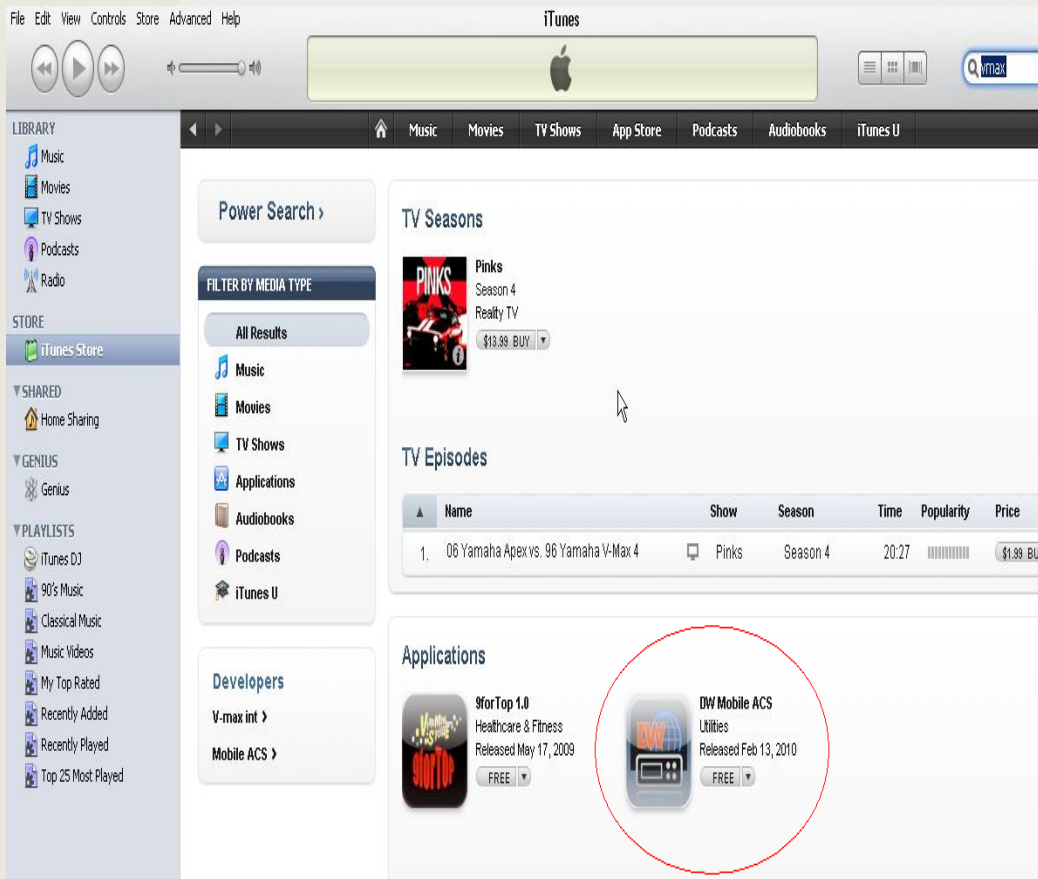 File Edit View Controls Store Advanced Help
iTunes
vmax
LIBRARY
Music
Movies
TV Shows
Podcasts
Radio
STORE
iTunes Store
SHARED
Home Sharing
GENIUS
Genius
PLAYLISTS
iTunes DJ
90's Music
Classical Music
Music Videos
My Top Rated
Recently Added
Recently Played
Top 25 Most Played
Music Movies TV Shows App Store Podcasts Audiobooks iTunes U
Power Search ›
FILTER BY MEDIA TYPE
All Results
Music
Movies
TV Shows
Applications
Audiobooks
Podcasts
iTunes U
Developers
V-max int ›
Mobile ACS ›
TV Seasons
PINKS
Pinks
Season 4
Reality TV
$13.99 BUY
TV Episodes
Name Show Season Time Popularity Price
1. 06 Yamaha Apex vs. 96 Yamaha V-Max 4 Pinks Season 4 20:27 $1.99 BU
Applications
9forTop
9forTop 1.0
Healthcare & Fitness
Released May 17, 2009
FREE
DW
DW Mobile ACS
Utilities
Released Feb 13, 2010
FREE